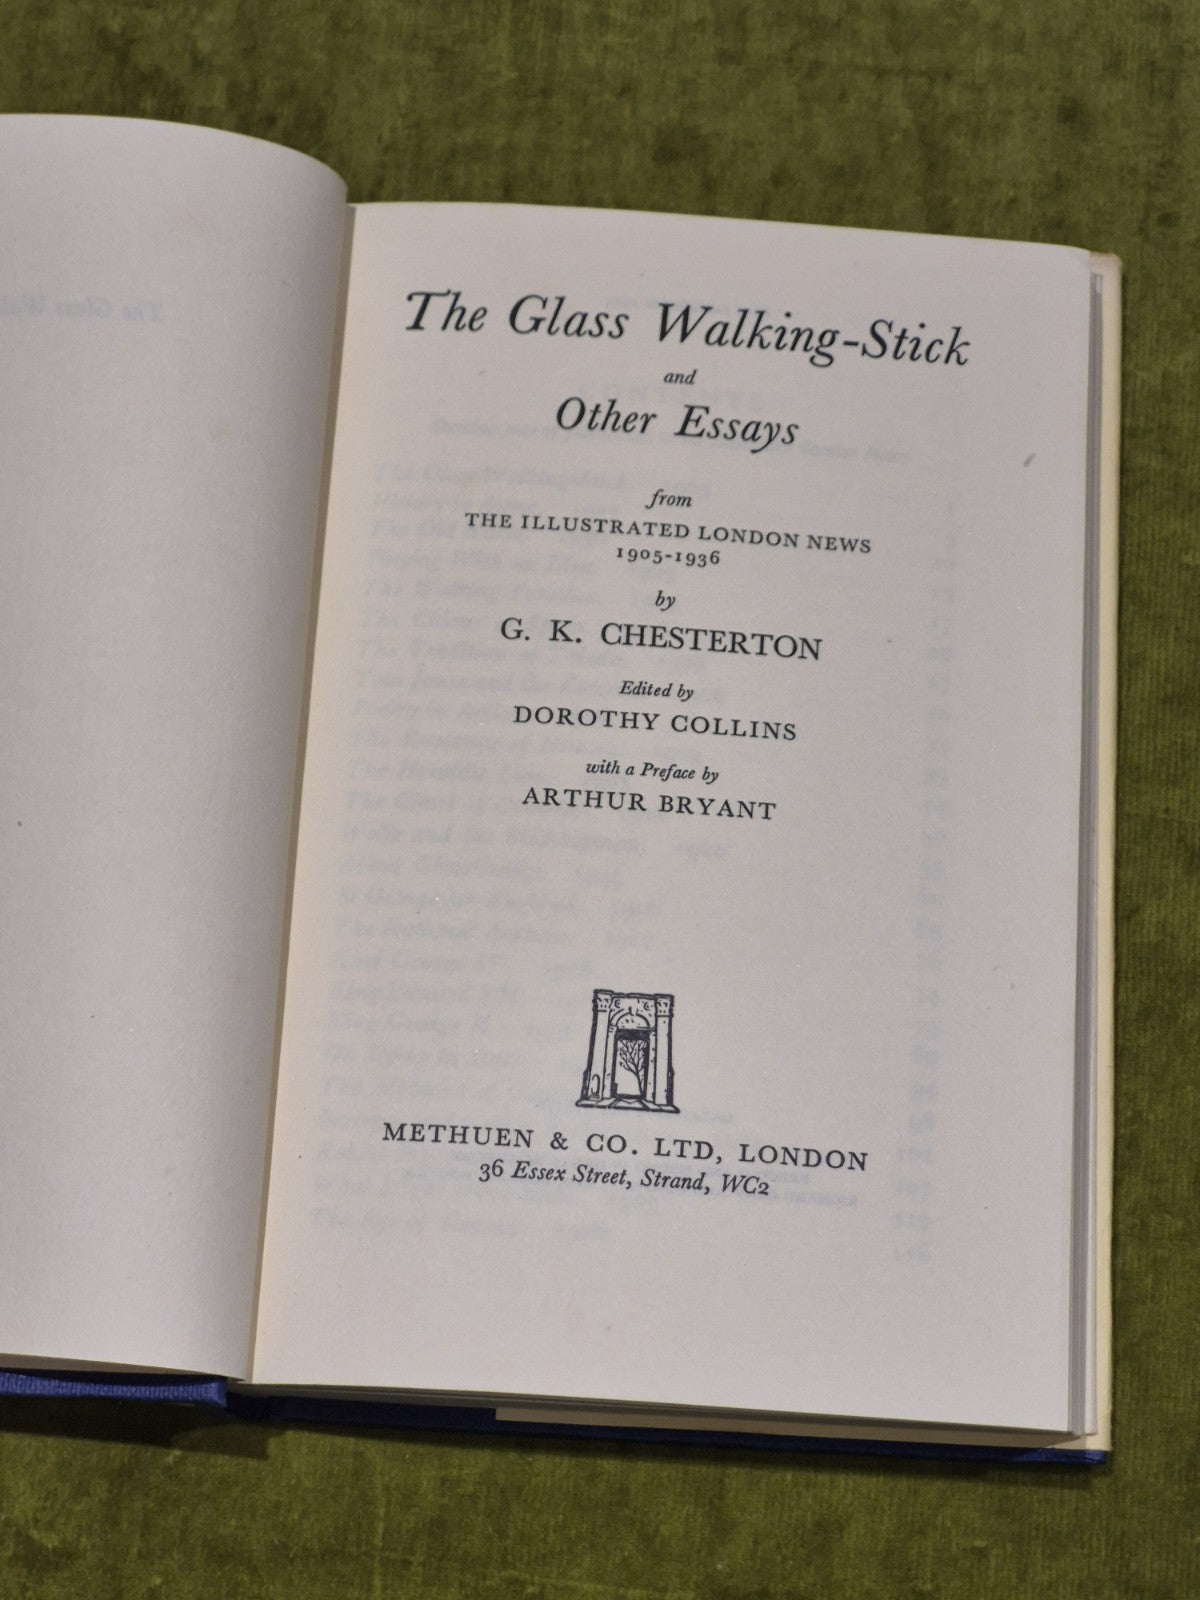 The Glass Walking-Stick
and
Other Essays
from
THE ILLUSTRATED LONDON NEWS
1905-1936
by
G. K. CHESTERTON
Edited by
DOROTHY COLLINS
with a Preface by
ARTHUR BRYANT
METHUEN & CO. LTD, LONDON
36 Essex Street, Strand, WC2